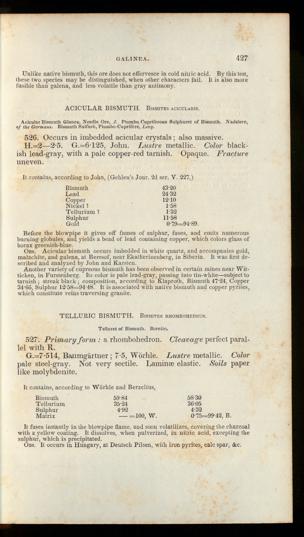 GALINEA. 427
Unlike native bismuth, this ore does not effervesce in cold nitric acid. By this test,
these two species may be distinguished, when other characters fail. It is also more
fusible than galena, and less volatile than gray antimony.
ACICULAR BISMUTH. BISMITES ACICULARIS.
Acicular Bismuth Glance, Needle Ore, J. Plumbo-Cupriferous Sulphuret of Bismuth. Nadelerz,
of the Germans. Bismuth Sulfuré, Plumbo-Cuprifère, Levy.
526. Occurs in imbedded acicular crystals; also massive.
H.=2—2·5. G.=6·125, John. Lustre metallic. Color black-
ish lead-gray, with a pale copper-red tarnish. Opaque. Fracture
uneven.
It contains, according to John, (Gehlen's Jour. 2d ser. V. 227,)
Bismuth 43·20
Lead 24·32
Copper 12·10
Nickel? 1·58
Tellurium? 1·32
Sulphur 11·58
Gold 0·79=94·89.
Before the blowpipe it gives off fumes of sulphur, fuses, and emits numerous
burning globules, and yields a bead of lead containing copper, which colors glass of
borax greenish-blue.
OBS. Acicular bismuth occurs imbedded in white quartz, and accompanies gold,
malachite, and galena, at Beresof, near Ekatherinenberg, in Siberia. It was first de-
scribed and analyzed by John and Karsten.
Another variety of cupreous bismuth has been observed in certain mines near Wit-
tichen, in Furstenberg. Its color is pale lead-gray, passing into tin-white—subject to
tarnish; streak black; composition, according to Klaproth, Bismuth 47·24, Copper
34·66, Sulphur 12·58=94·48. It is associated with native bismuth and copper pyrites,
which constitute veins traversing granite.
TELLURIC BISMUTH. BISMITES RHOMBOHEDRUS.
Telluret of Bismuth. Bornine.
527. Primary form: a rhombohedron. Cleavage perfect paral-
lel with R.
G.=7·514, Baumgärtner; 7·5, Wöhrle. Lustre metallic. Color
pale steel-gray. Not very sectile. Laminæ elastic. Soils paper
like molybdenite.
It contains, according to Wöhrle and Berzelius,
Bismuth 59·84 58·30
Tellurium 35·24 36·05
Sulphur 4·92 4·32
Matrix — =100, W. 0·75=99·42, B.
It fuses instantly in the blowpipe flame, and soon volatilizes, covering the charcoal
with a yellow coating. It dissolves, when pulverized, in nitric acid, excepting the
sulphur, which is precipitated.
OBS. It occurs in Hungary, at Deutsch Pilsen, with iron pyrites, calc spar, &c.